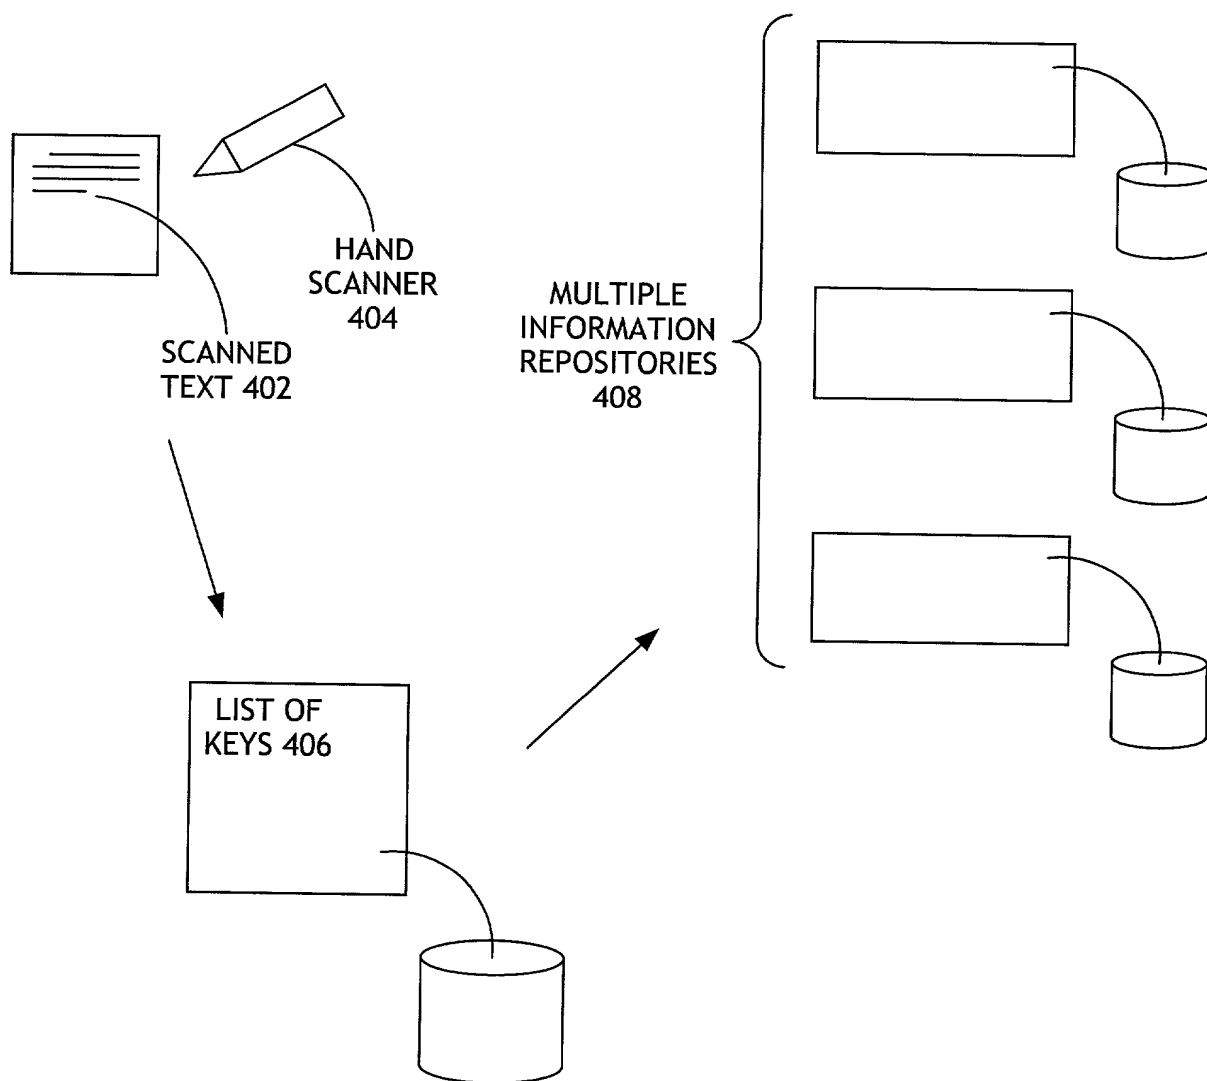 HAND
SCANNER
404
SCANNED
TEXT 402
MULTIPLE
INFORMATION
REPOSITORIES
408
LIST OF
KEYS 406